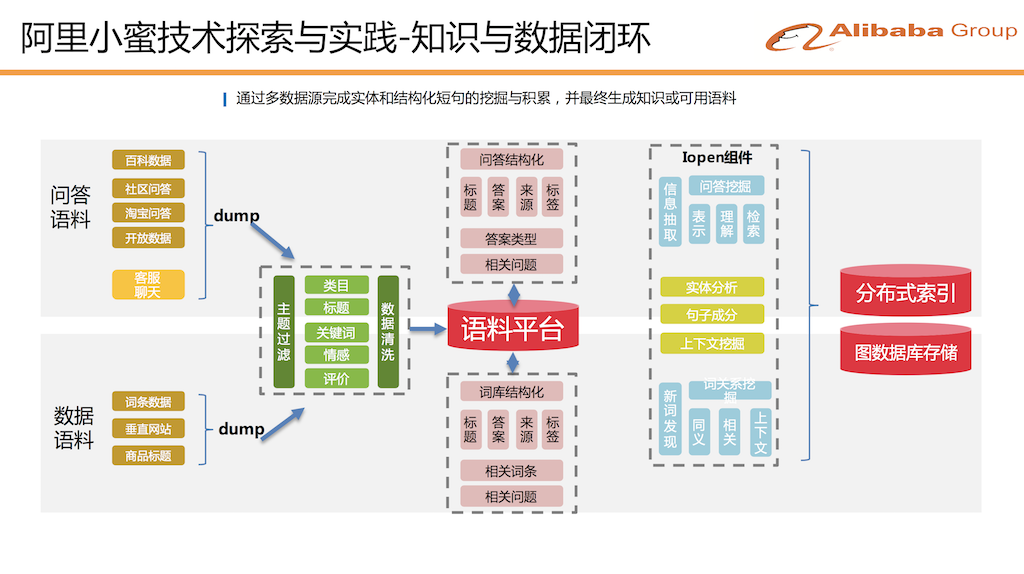 阿里小蜜技术探索与实践-知识与数据闭环
Alibaba Group
通过多数据源完成实体和结构化短句的挖掘与积累，并最终生成知识或可用语料
问答
语料
百科数据
社区问答
淘宝问答
开放数据
客服
聊天
dump
数据
语料
词条数据
垂直网站
商品标题
dump
主题过滤
类目
标题
关键词
情感
评价
数据清洗
问答结构化
标题
答案
来源
标签
答案类型
相关问题
语料平台
词库结构化
标题
答案
来源
标签
相关词条
相关问题
Iopen组件
信息抽取
问答挖掘
表示
理解
检索
实体分析
句子成分
上下文挖掘
新词发现
词关系挖
掘
同义
相关
上下文
分布式索引
图数据库存储